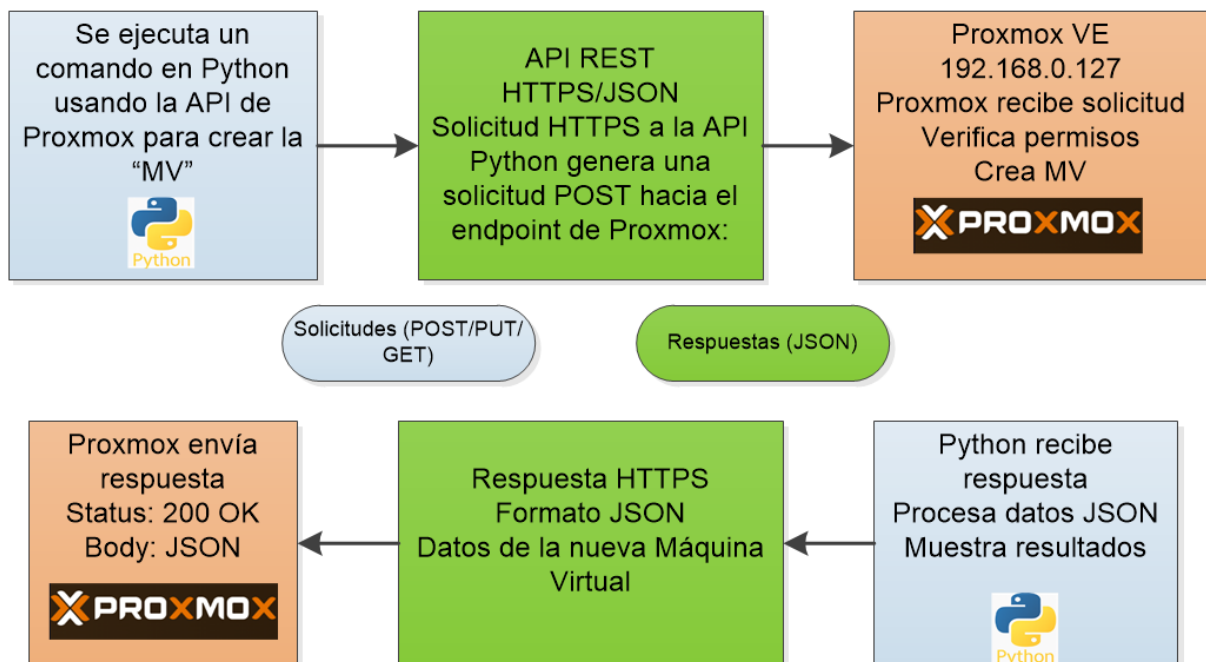 Se ejecuta un
comando en Python
usando la API de
Proxmox para crear la
“MV”
Python
API REST
HTTPS/JSON
Solicitud HTTPS a la API
Python genera una
solicitud POST hacia el
endpoint de Proxmox:
Proxmox VE
192.168.0.127
Proxmox recibe solicitud
Verifica permisos
Crea MV
PROXMOX
Solicitudes (POST/PUT/
GET)
Respuestas (JSON)
Proxmox envía
respuesta
Status: 200 OK
Body: JSON
PROXMOX
Respuesta HTTPS
Formato JSON
Datos de la nueva Máquina
Virtual
Python recibe
respuesta
Procesa datos JSON
Muestra resultados
Python